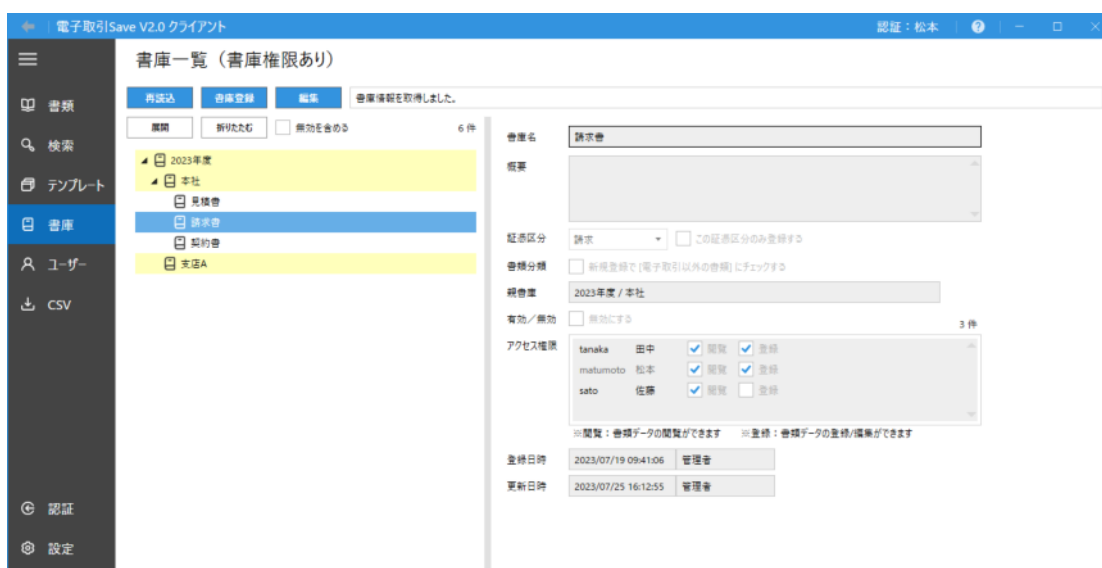 電子取引Save V2.0 クライアント
認証：松本
書庫一覧（書庫権限あり）
書類
検索
テンプレート
書庫
ユーザー
CSV
認証
設定
再読込 書庫登録 編集 書庫情報を取得しました。
展開 折りたたむ 無効を含める 6 件
2023年度
本社
見積書
請求書
契約書
支店A
書庫名 請求書
概要
証憑区分 請求 この証憑区分のみ登録する
書類分類 新規登録で [電子取引以外の書類] にチェックする
親書庫 2023年度 / 本社
有効／無効 無効にする
3 件
アクセス権限
tanaka 田中 閲覧 登録
matumoto 松本 閲覧 登録
sato 佐藤 閲覧 登録
※閲覧：書類データの閲覧ができます ※登録：書類データの登録/編集ができます
登録日時 2023/07/19 09:41:06 管理者
更新日時 2023/07/25 16:12:55 管理者